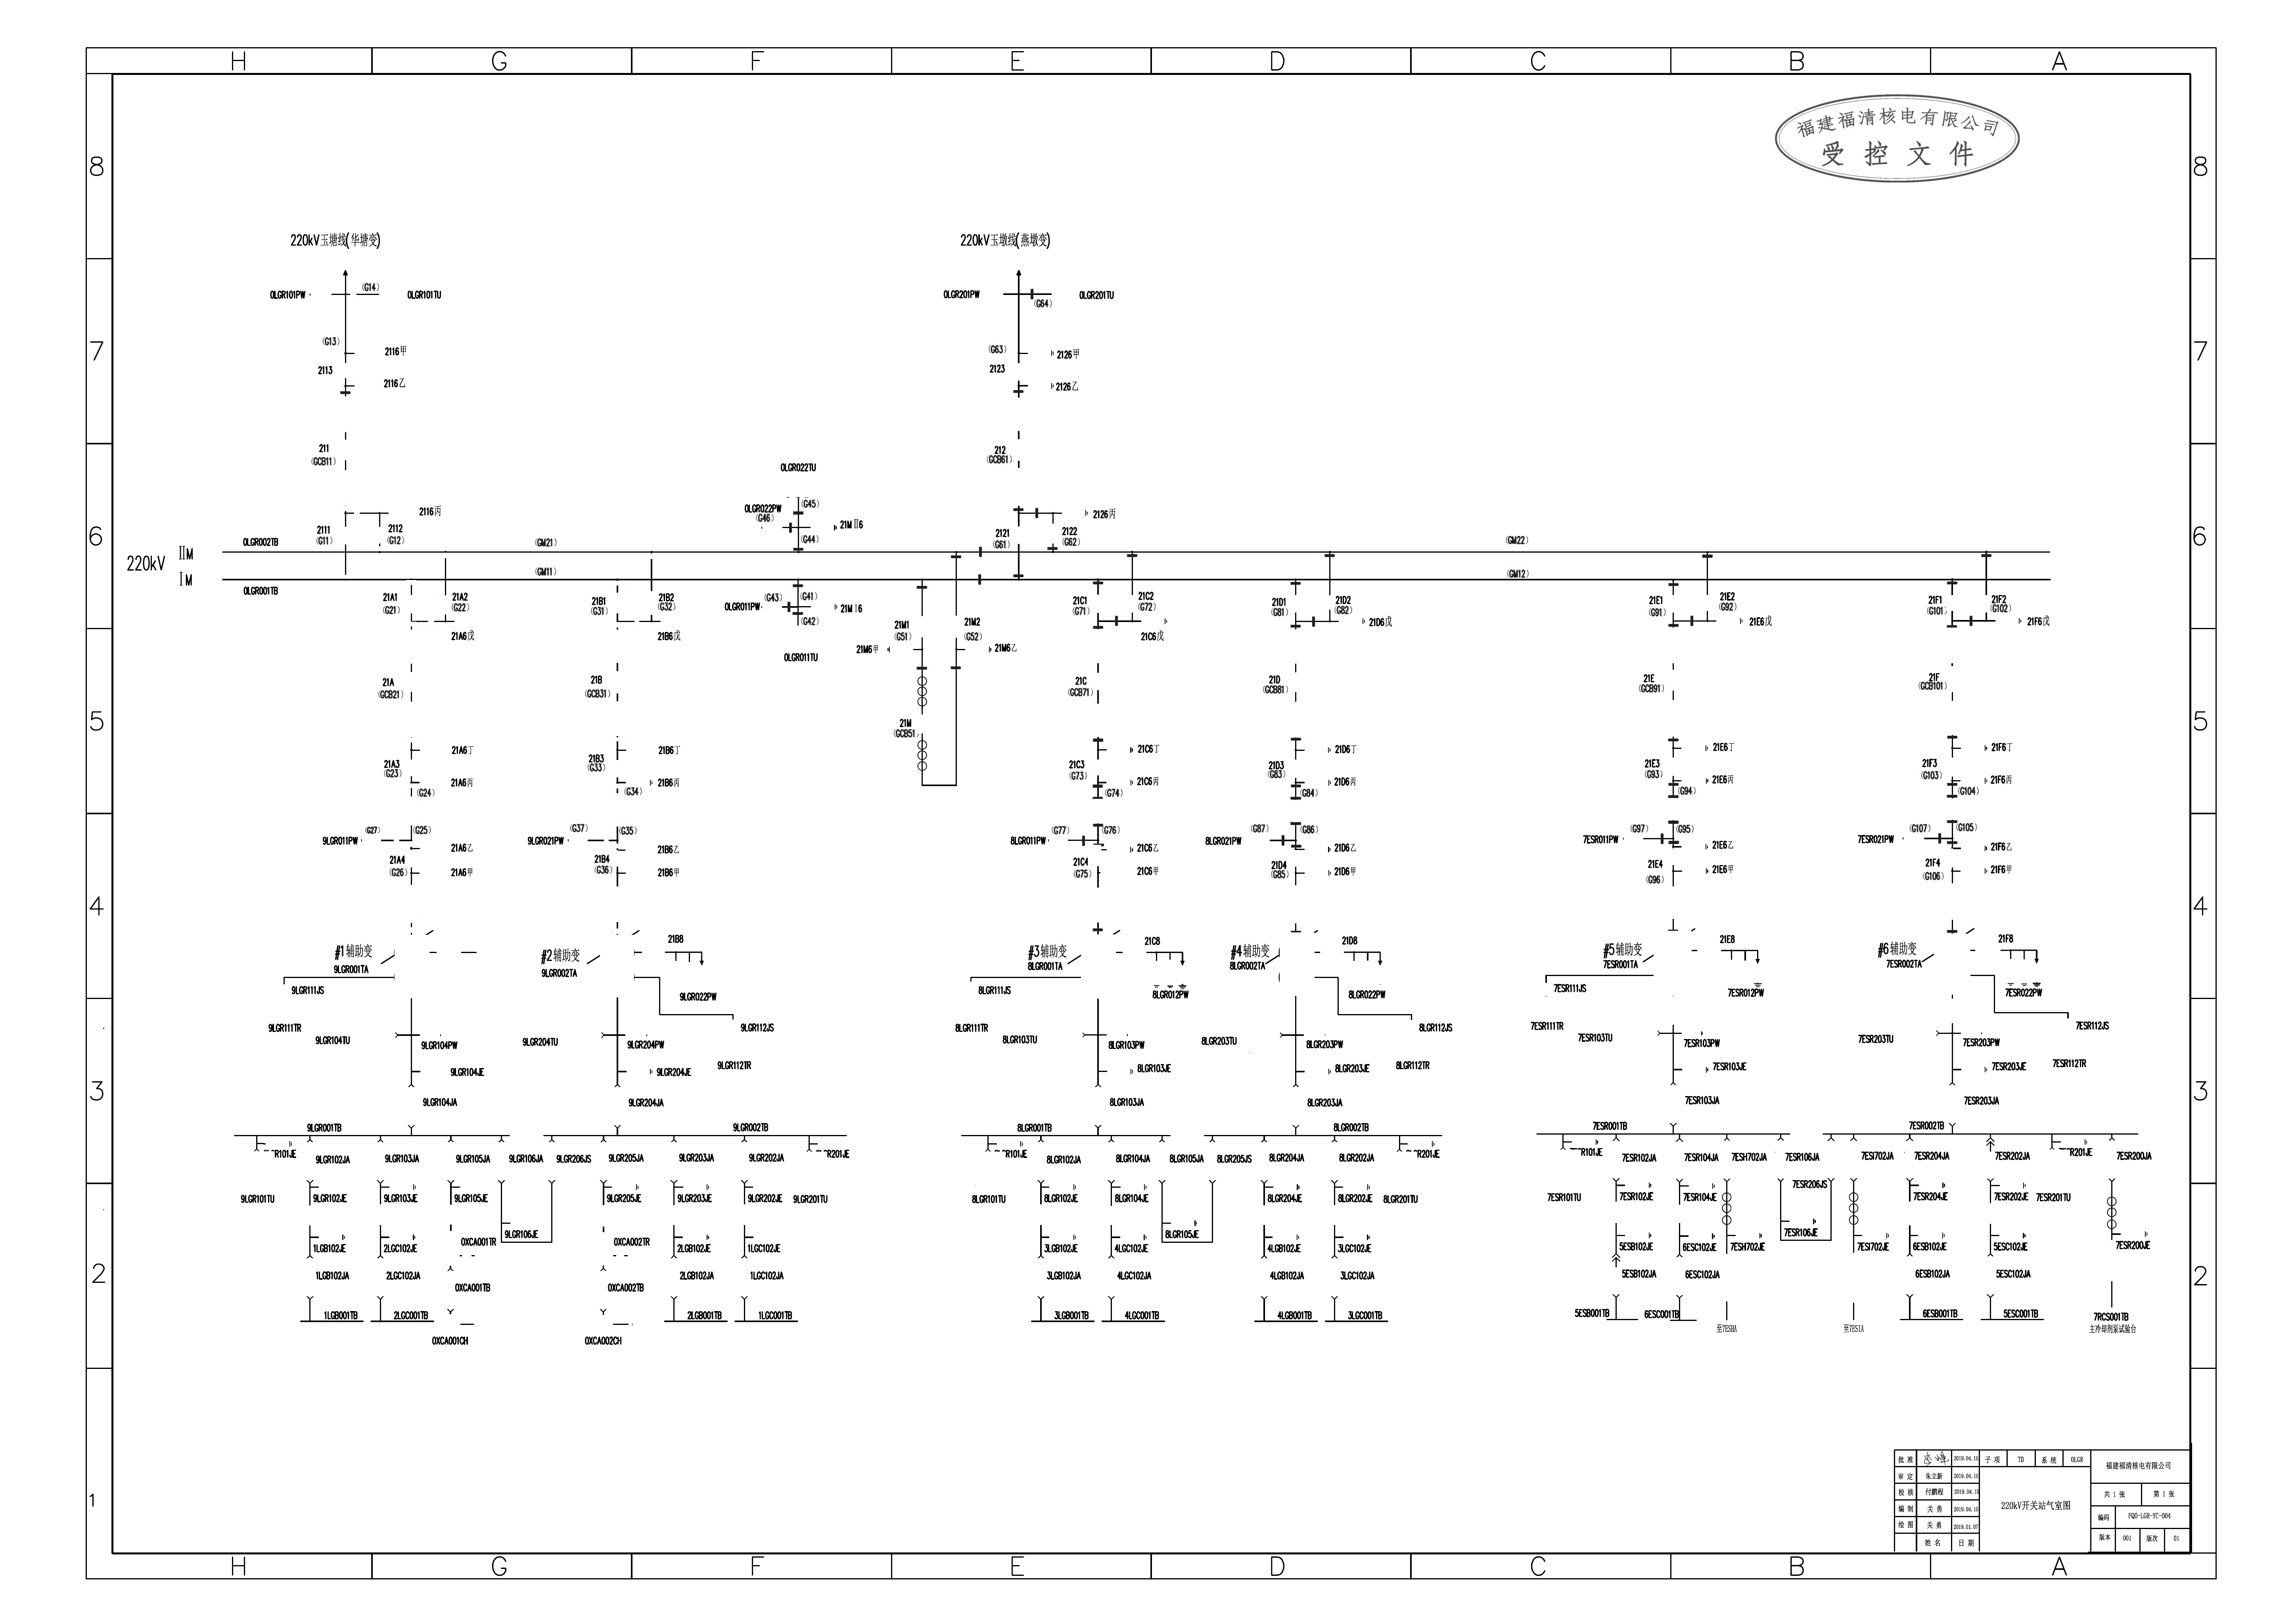 H G F E D C B A
福建福清核电有限公司
受控文件
8 8
220kV玉塘线(华塘变) 220kV玉墩线(燕墩变)
0LGR101PW (G14) 0LGR101TU 0LGR201PW (G64) 0LGR201TU
(G13) 2116甲 (G63) 2126甲
7 7
2113 2116乙 2123 2126乙
211 212
(GCB11) (GCB61)
0LGR022TU
0LGR022PW (G45)
(G46) 21MⅡ6
(G44)
2116丙 2126丙
2111 2112 2121 2122
(G11) (G12) (G61) (G62)
6 6
0LGR002TB (GM21) (GM22)
220kV ⅡM
ⅠM (GM11) (GM12)
0LGR001TB
21A1 21A2 21B1 21B2 (G43) (G41) 21C1 21C2 21D1 21D2 21E1 21E2 21F1 21F2
(G21) (G22) (G31) (G32) 0LGR011PW 21MⅠ6 (G71) (G72) (G81) (G82) (G91) (G92) (G101) (G102)
(G42)
21M1 21M2
(G51) (G52)
21A6戊 21B6戊 21C6戊 21D6戊 21E6戊 21F6戊
0LGR011TU 21M6甲 21M6乙
21A 21B 21C 21D 21E 21F
(GCB21) (GCB31) (GCB71) (GCB81) (GCB91) (GCB101)
5 21M 5
(GCB51)
21A6丁 21B6丁 21C6丁 21D6丁 21E6丁 21F6丁
21A3 21B3 21C3 21D3 21E3 21F3
(G23) (G33) (G73) (G83) (G93) (G103)
21A6丙 21B6丙 21C6丙 21D6丙 21E6丙 21F6丙
(G24) (G34) (G74) (G84) (G94) (G104)
(G27) (G25) (G37) (G35) (G77) (G76) (G87) (G86) (G97) (G95) (G107) (G105)
9LGR011PW 9LGR021PW 8LGR011PW 8LGR021PW 7ESR011PW 7ESR021PW
21A6乙 21B6乙 21C6乙 21D6乙 21E6乙 21F6乙
21A4 21B4 21C4 21D4 21E4 21F4
(G26) (G36) (G75) (G85) (G96) (G106)
21A6甲 21B6甲 21C6甲 21D6甲 21E6甲 21F6甲
4 4
21B8 21C8 21D8 21E8 21F8
#1辅助变 #2辅助变 #3辅助变 #4辅助变 #5辅助变 #6辅助变
9LGR001TA 9LGR002TA 8LGR001TA 8LGR002TA 7ESR001TA 7ESR002TA
9LGR111JS 9LGR022PW 8LGR111JS 8LGR012PW 8LGR022PW 7ESR111JS 7ESR012PW 7ESR022PW
9LGR111TR 9LGR112JS 8LGR111TR 8LGR112JS 7ESR111TR 7ESR112JS
9LGR104TU 9LGR104PW 9LGR204TU 9LGR204PW 8LGR103TU 8LGR103PW 8LGR203TU 8LGR203PW 7ESR103TU 7ESR103PW 7ESR203TU 7ESR203PW
9LGR104JE 9LGR204JE 9LGR112TR 8LGR103JE 8LGR203JE 8LGR112TR 7ESR103JE 7ESR203JE 7ESR112TR
3 3
9LGR104JA 9LGR204JA 8LGR103JA 8LGR203JA 7ESR103JA 7ESR203JA
9LGR001TB 9LGR002TB 8LGR001TB 8LGR002TB 7ESR001TB 7ESR002TB
R101JE R201JE R101JE R201JE R101JE R201JE
9LGR102JA 9LGR103JA 9LGR105JA 9LGR106JA 9LGR206JS 9LGR205JA 9LGR203JA 9LGR202JA 8LGR102JA 8LGR104JA 8LGR105JA 8LGR205JS 8LGR204JA 8LGR202JA 7ESR102JA 7ESR104JA 7ESH702JA 7ESR106JA 7ESI702JA 7ESR204JA 7ESR202JA 7ESR200JA
7ESR206JS
9LGR101TU 9LGR102JE 9LGR103JE 9LGR105JE 9LGR205JE 9LGR203JE 9LGR202JE 9LGR201TU 8LGR101TU 8LGR102JE 8LGR104JE 8LGR204JE 8LGR202JE 8LGR201TU 7ESR101TU 7ESR102JE 7ESR104JE 7ESR204JE 7ESR202JE 7ESR201TU
9LGR106JE 8LGR105JE 7ESR106JE
1LGB102JE 2LGC102JE 0XCA001TR 0XCA002TR 2LGB102JE 1LGC102JE 3LGB102JE 4LGC102JE 4LGB102JE 3LGC102JE 5ESB102JE 6ESC102JE 7ESH702JE 7ESI702JE 6ESB102JE 5ESC102JE 7ESR200JE
2 2
1LGB102JA 2LGC102JA 2LGB102JA 1LGC102JA 3LGB102JA 4LGC102JA 4LGB102JA 3LGC102JA 5ESB102JA 6ESC102JA 6ESB102JA 5ESC102JA
0XCA001TB 0XCA002TB
1LGB001TB 2LGC001TB 2LGB001TB 1LGC001TB 3LGB001TB 4LGC001TB 4LGB001TB 3LGC001TB 5ESB001TB 6ESC001TB 6ESB001TB 5ESC001TB 7RCS001TB
至7ESHA 至7ESIA 主冷却剂泵试验台
0XCA001CH 0XCA002CH
1
批准 2019.04.15 子项 TD 系统 0LGR 福建福清核电有限公司
审定 朱立新 2019.04.15
校核 付鹏程 2019.04.15 共 1 张 第 1 张
编制 关勇 2019.04.15 220kV开关站气室图 编码 FQ0-LGR-YC-004
绘图 关勇 2019.01.07
姓名 日期 版本 001 版次 01
H G F E D C B A